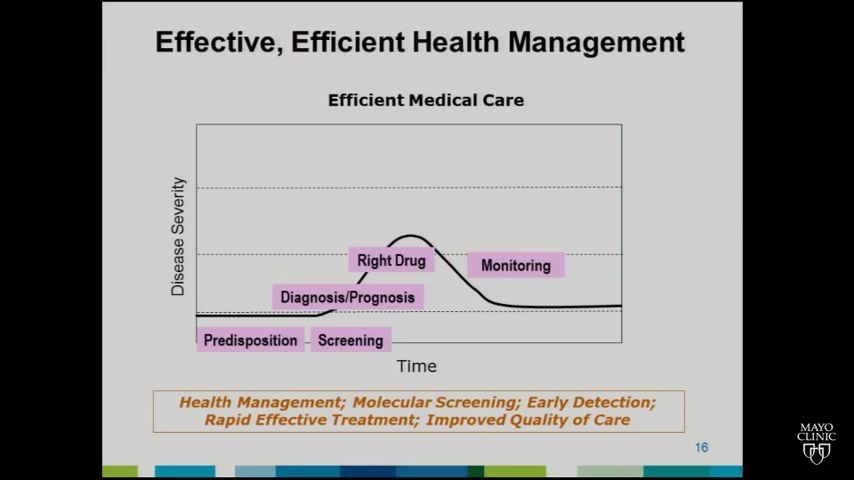 Effective, Efficient Health Management
Efficient Medical Care
Disease Severity
Right Drug
Monitoring
Diagnosis/Prognosis
Predisposition
Screening
Time
Health Management; Molecular Screening; Early Detection;
Rapid Effective Treatment; Improved Quality of Care
16
MAYO
CLINIC